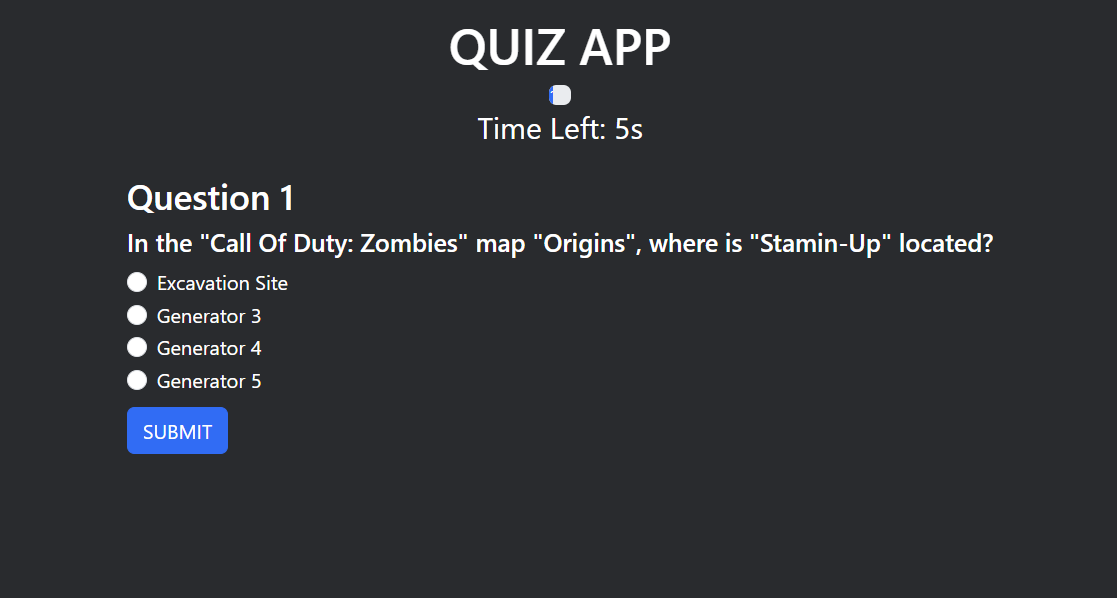 QUIZ APP
Time Left: 5s
Question 1
In the "Call Of Duty: Zombies" map "Origins", where is "Stamin-Up" located?
Excavation Site
Generator 3
Generator 4
Generator 5
SUBMIT